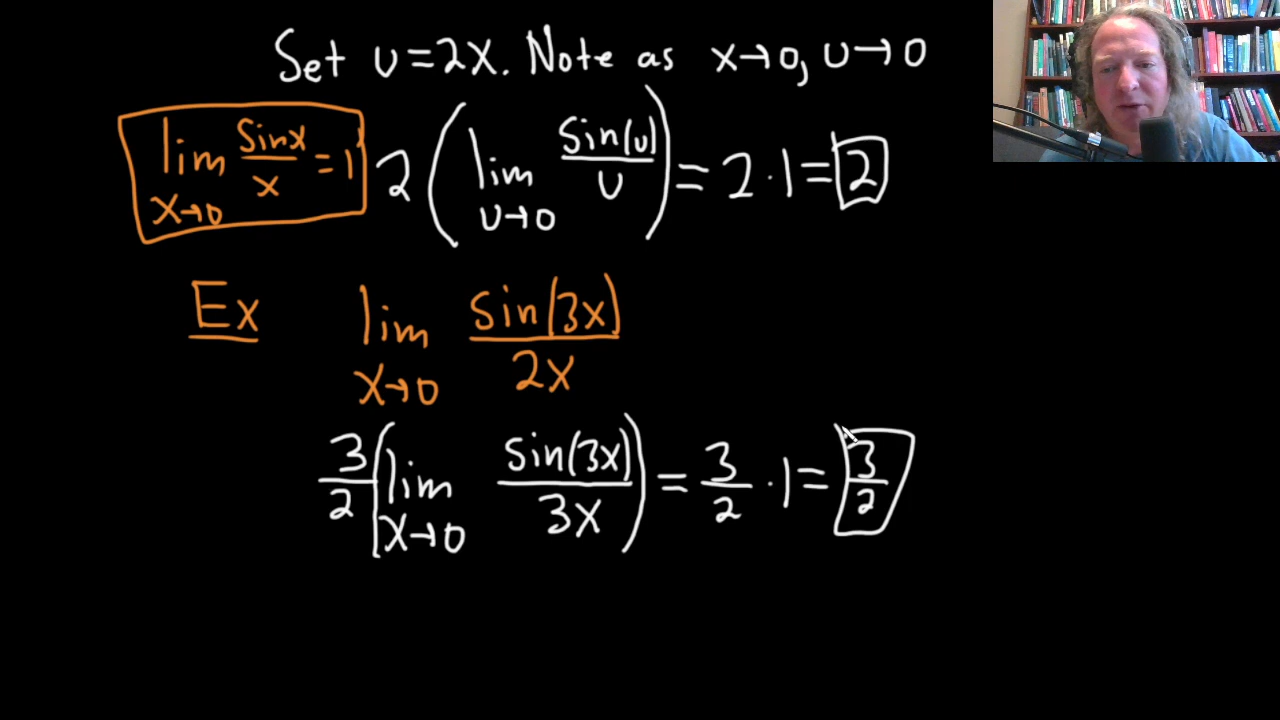 Set u=2x. Note as x→0, u→0
lim x→0 sinx/x = 1
2 ( lim u→0 sin(u)/u ) = 2·1 = 2
Ex lim x→0 sin(3x)/2x
3/2 ( lim x→0 sin(3x)/3x ) = 3/2 · 1 = 3/2